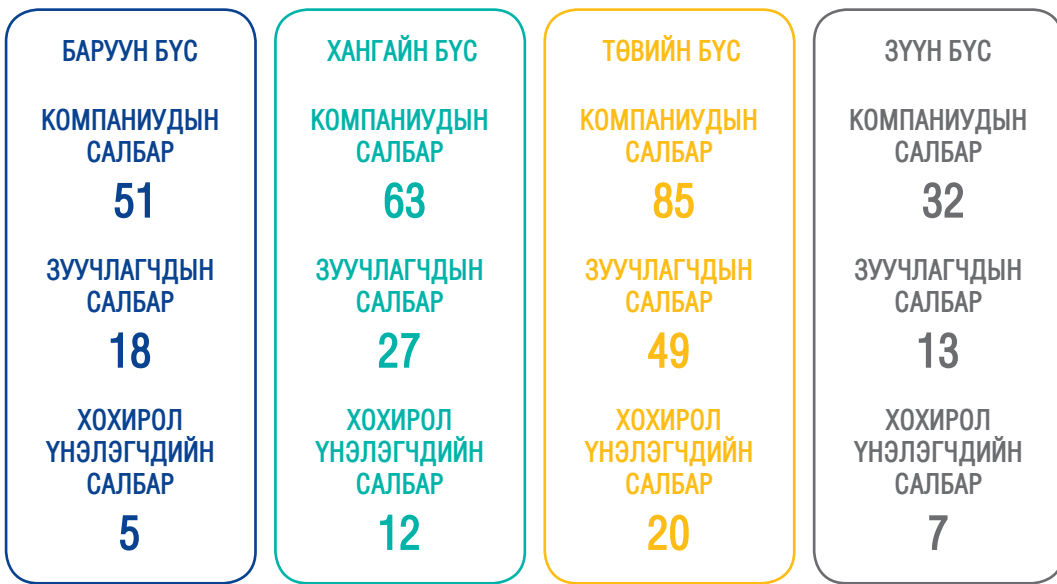 БАРУУН БҮС
КОМПАНИУДЫН
САЛБАР
51
ЗУУЧЛАГЧДЫН
САЛБАР
18
ХОХИРОЛ
ҮНЭЛЭГЧДИЙН
САЛБАР
5
ХАНГАЙН БҮС
КОМПАНИУДЫН
САЛБАР
63
ЗУУЧЛАГЧДЫН
САЛБАР
27
ХОХИРОЛ
ҮНЭЛЭГЧДИЙН
САЛБАР
12
ТӨВИЙН БҮС
КОМПАНИУДЫН
САЛБАР
85
ЗУУЧЛАГЧДЫН
САЛБАР
49
ХОХИРОЛ
ҮНЭЛЭГЧДИЙН
САЛБАР
20
ЗҮҮН БҮС
КОМПАНИУДЫН
САЛБАР
32
ЗУУЧЛАГЧДЫН
САЛБАР
13
ХОХИРОЛ
ҮНЭЛЭГЧДИЙН
САЛБАР
7